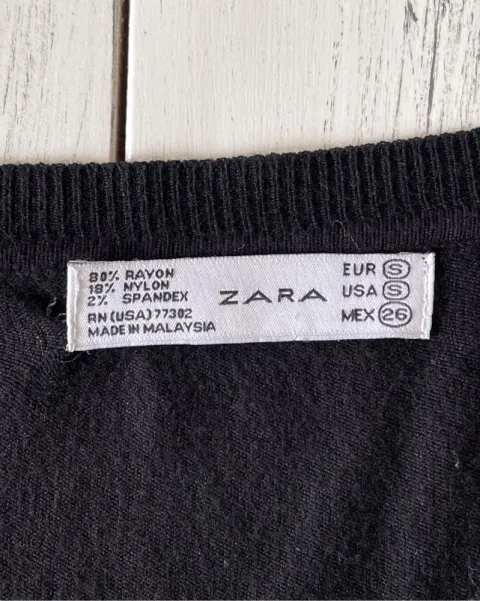 80% RAYON
18% NYLON
2% SPANDEX
RN (USA) 77302
MADE IN MALAYSIA
ZARA
EUR S
USA S
MEX 26